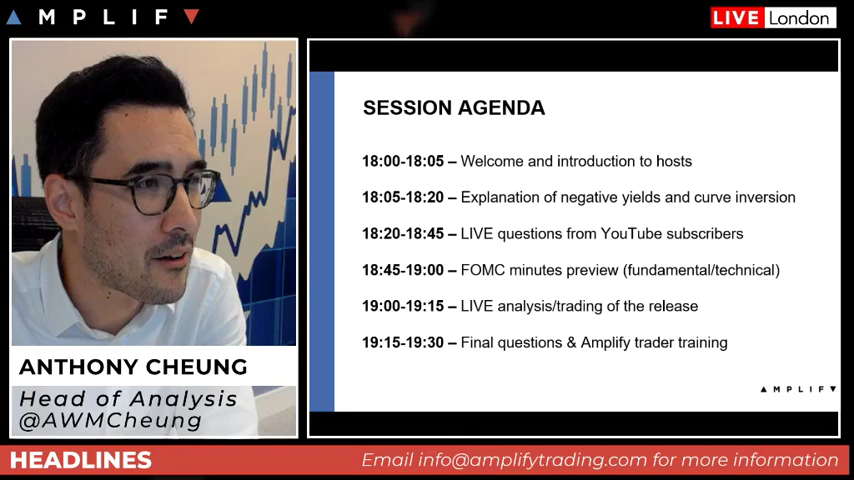 ▲ M P L I F ▼
LIVE London
SESSION AGENDA
18:00-18:05 – Welcome and introduction to hosts
18:05-18:20 – Explanation of negative yields and curve inversion
18:20-18:45 – LIVE questions from YouTube subscribers
18:45-19:00 – FOMC minutes preview (fundamental/technical)
19:00-19:15 – LIVE analysis/trading of the release
19:15-19:30 – Final questions & Amplify trader training
▲ M P L I F ▼
ANTHONY CHEUNG
Head of Analysis
@AWMCheung
HEADLINES
Email info@amplifytrading.com for more information